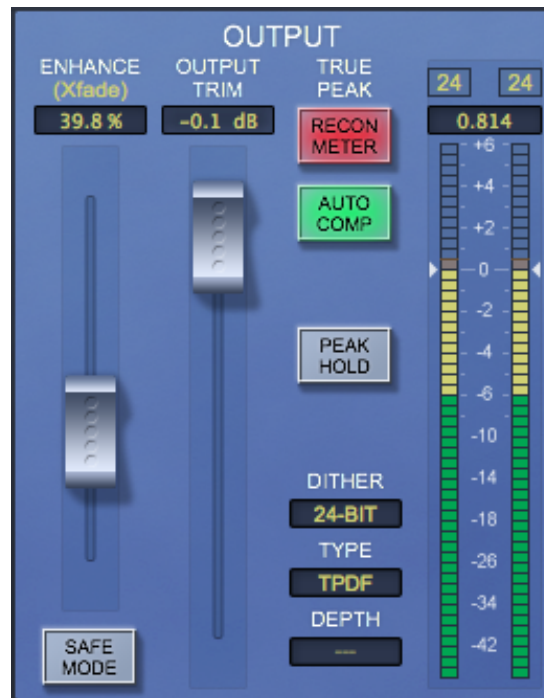 OUTPUT
ENHANCE
(Xfade)
39.8 %
OUTPUT
TRIM
-0.1 dB
TRUE
PEAK
RECON
METER
AUTO
COMP
PEAK
HOLD
DITHER
24-BIT
TYPE
TPDF
DEPTH
---
SAFE
MODE
24 24
0.814
+6
+4
+2
0
-2
-4
-6
-10
-14
-18
-26
-34
-42